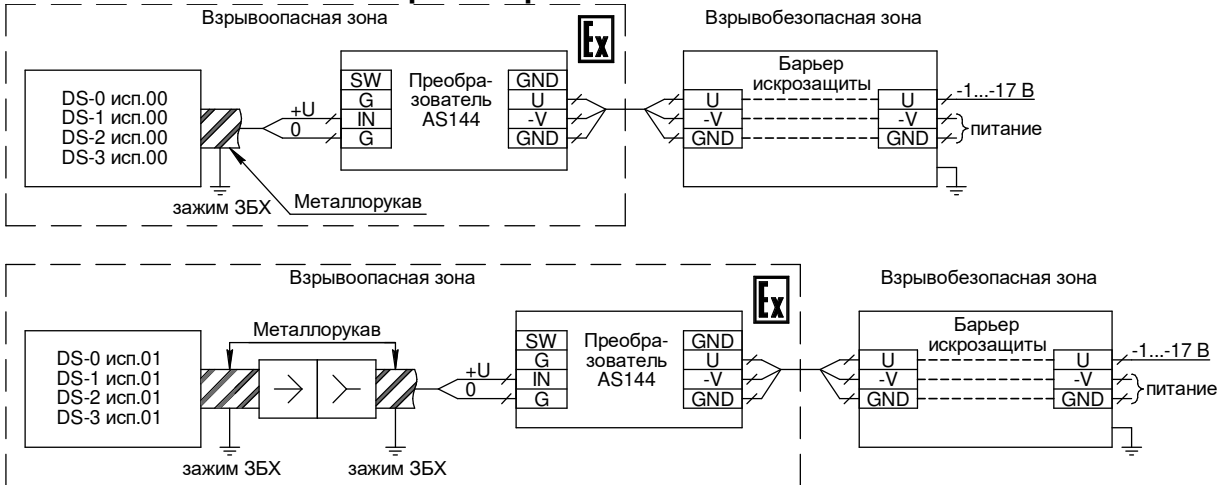 Взрывоопасная зона
Взрывобезопасная зона
Ex
DS-0 исп.00
DS-1 исп.00
DS-2 исп.00
DS-3 исп.00
+U
0
SW
G
IN
G
Преобра-
зователь
AS144
GND
U
-V
GND
Барьер
искрозащиты
U
-V
GND
U
-V
GND
-1...-17 В
питание
зажим ЗБХ
Металлорукав
Взрывоопасная зона
Взрывобезопасная зона
Ex
DS-0 исп.01
DS-1 исп.01
DS-2 исп.01
DS-3 исп.01
Металлорукав
+U
0
SW
G
IN
G
Преобра-
зователь
AS144
GND
U
-V
GND
Барьер
искрозащиты
U
-V
GND
U
-V
GND
-1...-17 В
питание
зажим ЗБХ
зажим ЗБХ